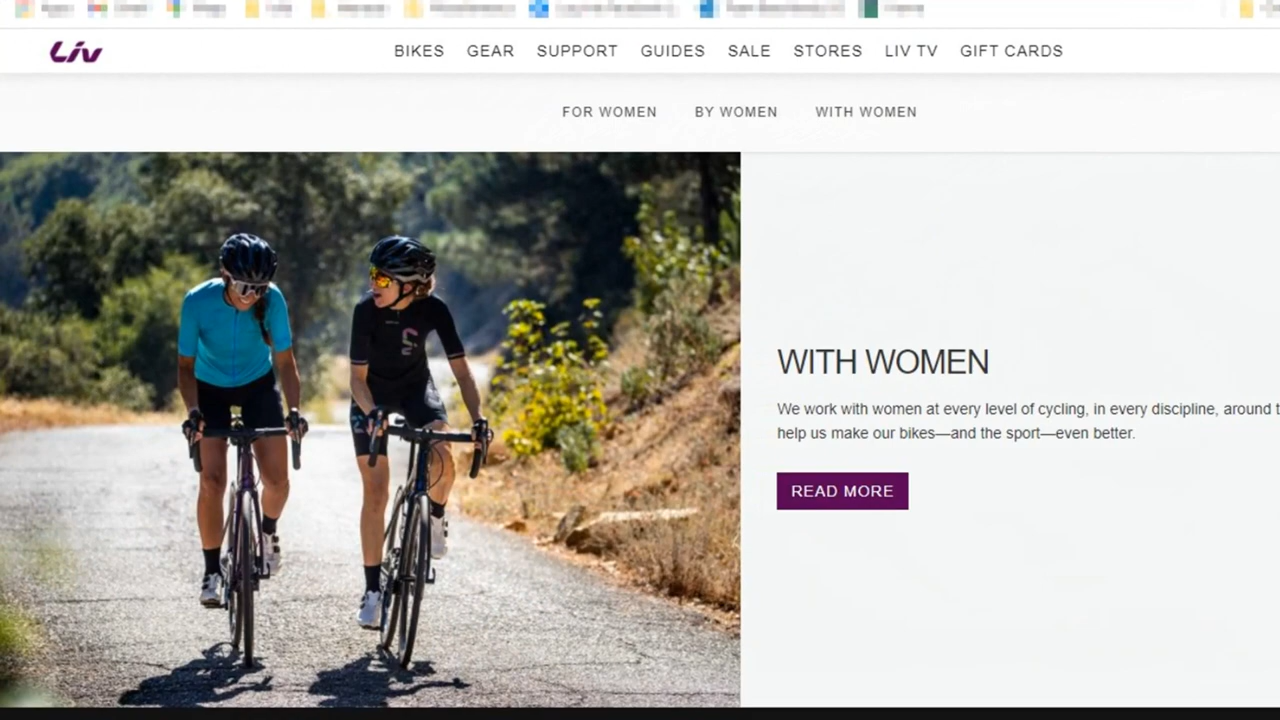 Liv
BIKES GEAR SUPPORT GUIDES SALE STORES LIV TV GIFT CARDS
FOR WOMEN BY WOMEN WITH WOMEN
WITH WOMEN
We work with women at every level of cycling, in every discipline, around
help us make our bikes—and the sport—even better.
READ MORE